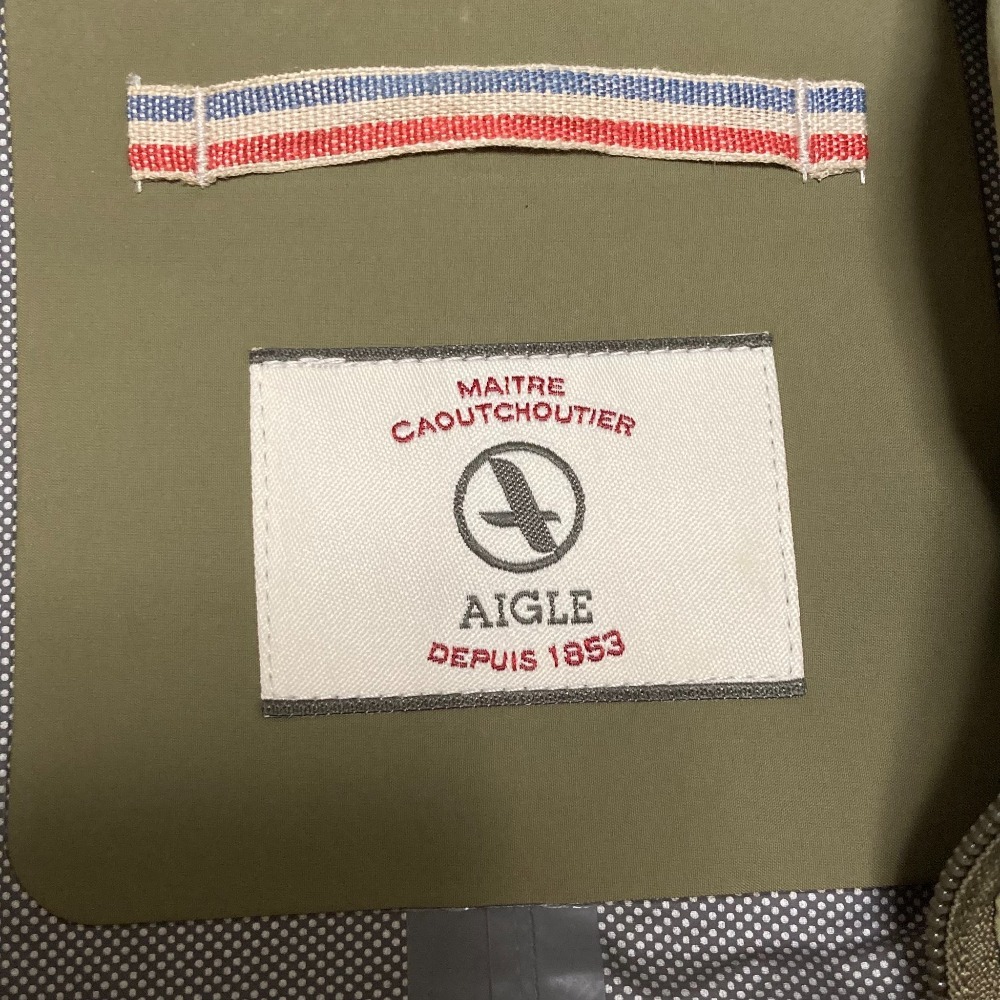 MAITRE
CAOUTCHOUTIER
AIGLE
DEPUIS 1853